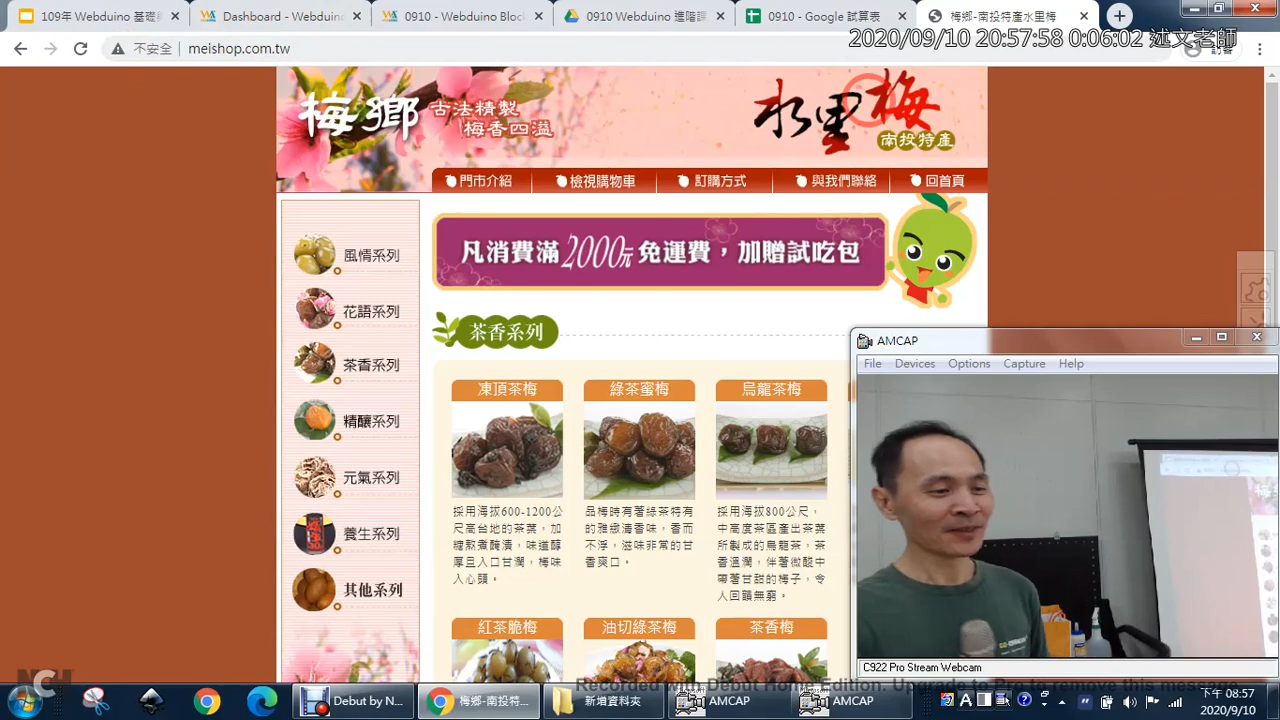 109年 Webduino 基礎
Dashboard - Webduino
0910 - Webduino Bloc
0910 Webduino 進階課
0910 - Google 試算表
梅鄉-南投特產水里梅
不安全
meishop.com.tw
2020/09/10 20:57:58 0:06:02 述文老師
訪客
梅鄉
古法精製
梅香四溢
水里梅
南投特產
門市介紹
檢視購物車
訂購方式
與我們聯絡
回首頁
凡消費滿2000元免運費，加贈試吃包
風情系列
花語系列
茶香系列
精釀系列
元氣系列
養生系列
其他系列
茶香系列
凍頂茶梅
採用海拔600-1200公
尺高台地的茶葉，加
糖熬煮醃漬，味道醇
厚且入口甘潤，梅味
入心頭。
綠茶蜜梅
品梅時有著綠茶特有
的雅緻清香味，香而
不浮，滋味非常的甘
香爽口。
烏龍茶梅
採用海拔800公尺，
中高度茶區產出茶葉
所製成的烏龍茶，茶
香溫潤，伴著微酸中
帶著甘甜的梅子，令
人回韻無窮。
紅茶脆梅
油切綠茶梅
茶香梅
AMCAP
File Devices Options Capture Help
C922 Pro Stream Webcam
NCH
Recorded with Debut Home Edition. Upgrade to Pro to remove this message
Debut by N...
梅鄉-南投特...
新增資料夾
AMCAP
AMCAP
下午 08:57
2020/9/10